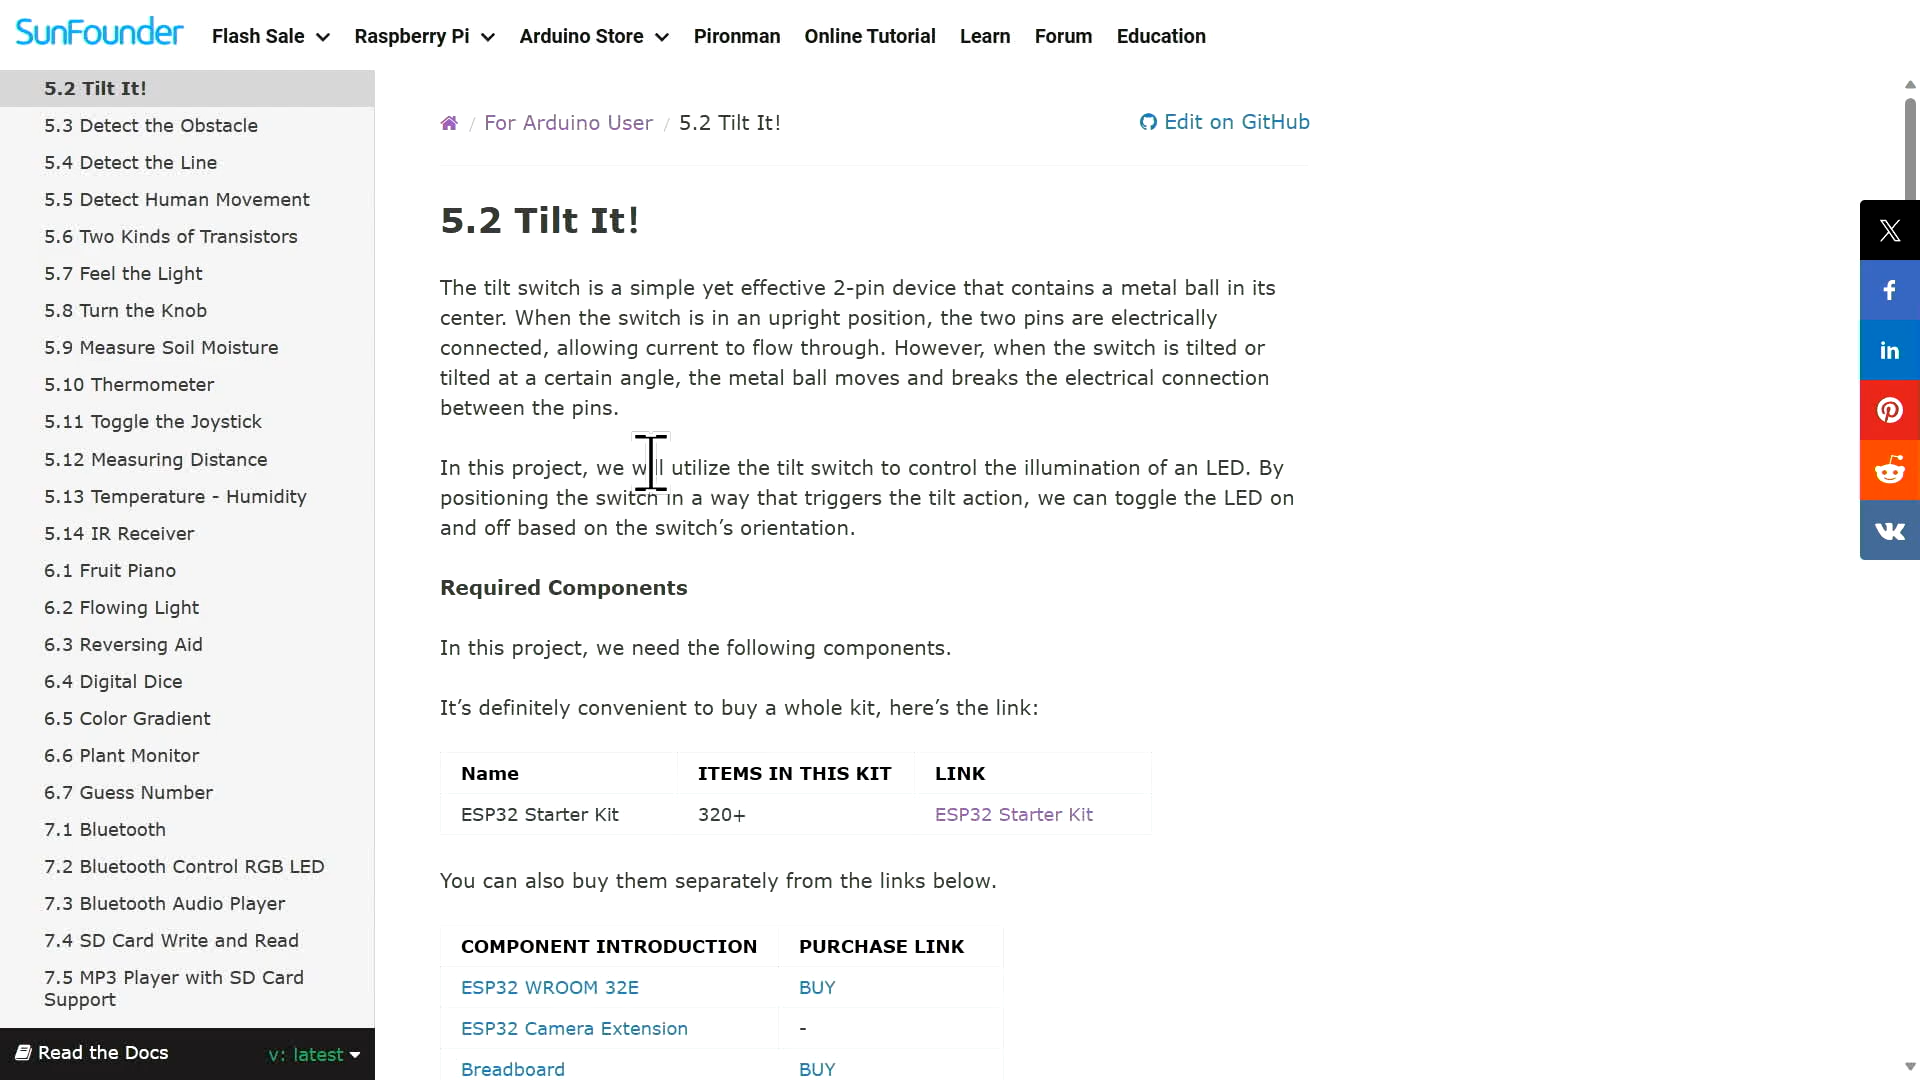 SunFounder
Flash Sale
Raspberry Pi
Arduino Store
Pironman
Online Tutorial
Learn
Forum
Education
5.2 Tilt It!
5.3 Detect the Obstacle
5.4 Detect the Line
5.5 Detect Human Movement
5.6 Two Kinds of Transistors
5.7 Feel the Light
5.8 Turn the Knob
5.9 Measure Soil Moisture
5.10 Thermometer
5.11 Toggle the Joystick
5.12 Measuring Distance
5.13 Temperature - Humidity
5.14 IR Receiver
6.1 Fruit Piano
6.2 Flowing Light
6.3 Reversing Aid
6.4 Digital Dice
6.5 Color Gradient
6.6 Plant Monitor
6.7 Guess Number
7.1 Bluetooth
7.2 Bluetooth Control RGB LED
7.3 Bluetooth Audio Player
7.4 SD Card Write and Read
7.5 MP3 Player with SD Card
Support
Read the Docs
v: latest
/ For Arduino User / 5.2 Tilt It!
Edit on GitHub
5.2 Tilt It!
The tilt switch is a simple yet effective 2-pin device that contains a metal ball in its
center. When the switch is in an upright position, the two pins are electrically
connected, allowing current to flow through. However, when the switch is tilted or
tilted at a certain angle, the metal ball moves and breaks the electrical connection
between the pins.
In this project, we will utilize the tilt switch to control the illumination of an LED. By
positioning the switch in a way that triggers the tilt action, we can toggle the LED on
and off based on the switch’s orientation.
Required Components
In this project, we need the following components.
It’s definitely convenient to buy a whole kit, here’s the link:
Name ITEMS IN THIS KIT LINK
ESP32 Starter Kit 320+ ESP32 Starter Kit
You can also buy them separately from the links below.
COMPONENT INTRODUCTION PURCHASE LINK
ESP32 WROOM 32E BUY
ESP32 Camera Extension -
Breadboard BUY